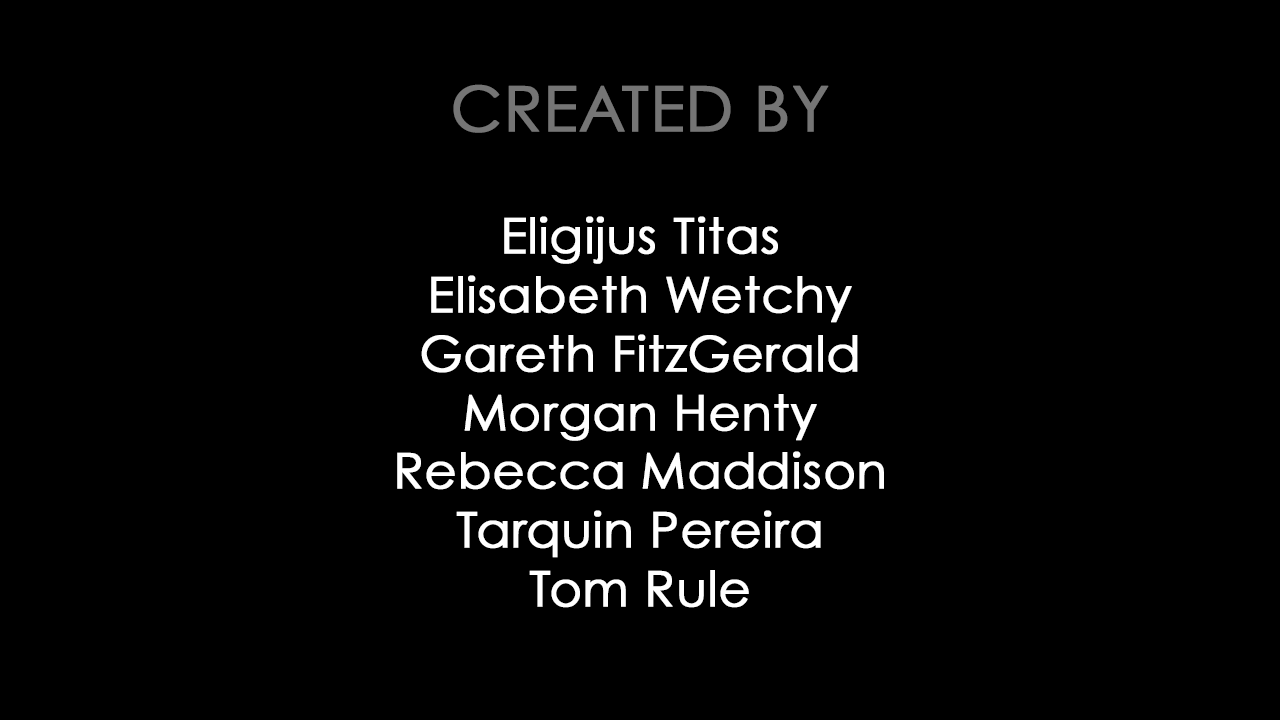 CREATED BY
Eligijus Titas
Elisabeth Wetchy
Gareth FitzGerald
Morgan Henty
Rebecca Maddison
Tarquin Pereira
Tom Rule